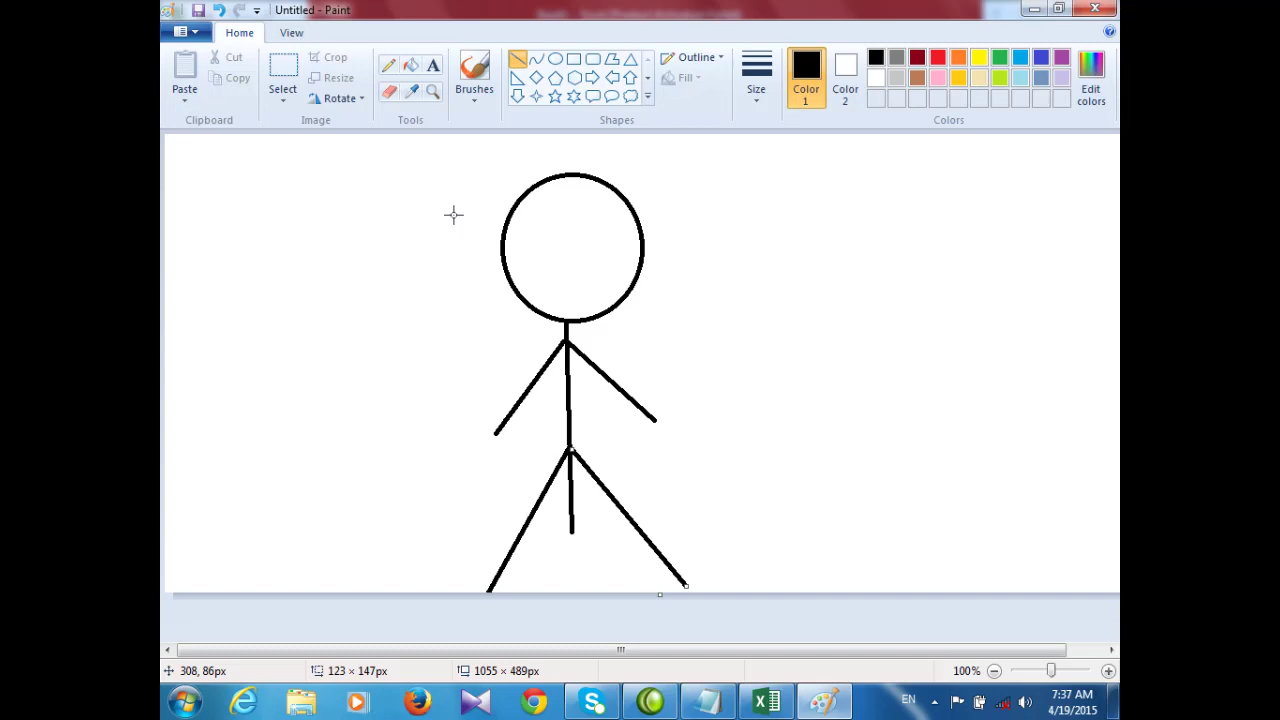 Untitled - Paint
Home View
Paste
Cut
Copy
Clipboard
Select
Crop
Resize
Rotate
Image
A
Tools
Brushes
Outline
Fill
Shapes
Size
Color 1
Color 2
Edit colors
Colors
308, 86px
123 × 147px
1055 × 489px
100%
EN
7:37 AM
4/19/2015